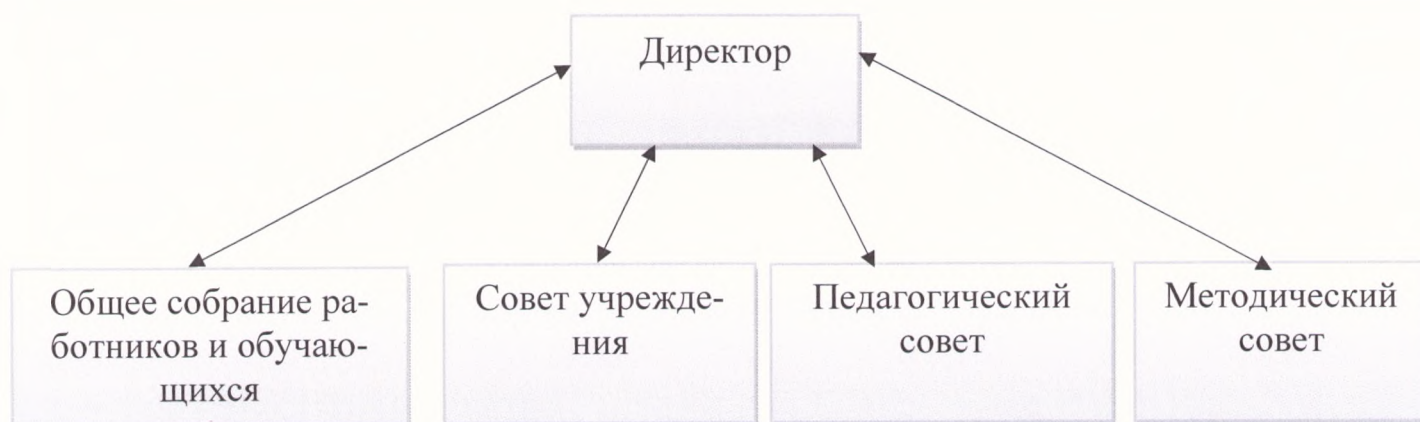 Директор
Общее собрание ра-
ботников и обучаю-
щихся
Совет учрежде-
ния
Педагогический
совет
Методический
совет